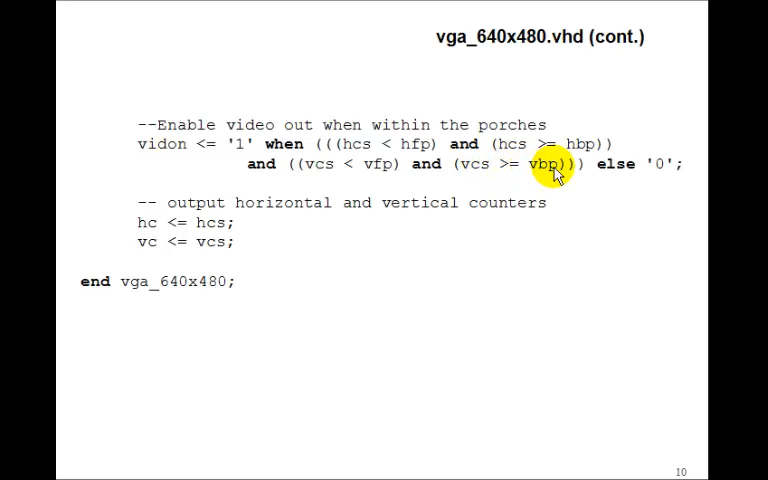 vga_640x480.vhd (cont.)
--Enable video out when within the porches
vidon <= '1' when (((hcs < hfp) and (hcs >= hbp))
and ((vcs < vfp) and (vcs >= vbp))) else '0';
-- output horizontal and vertical counters
hc <= hcs;
vc <= vcs;
end vga_640x480;
10